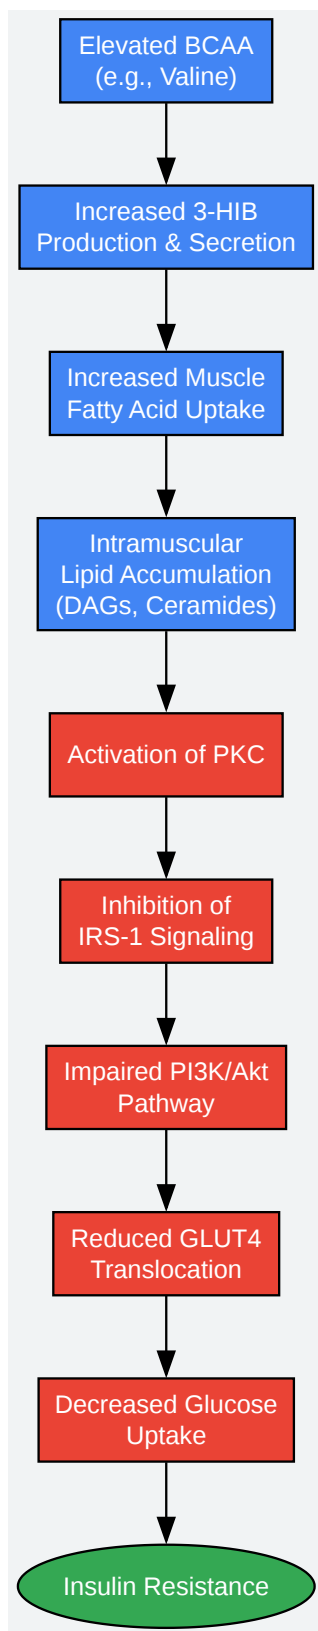 Elevated BCAA
(e.g., Valine)
Increased 3-HIB
Production & Secretion
Increased Muscle
Fatty Acid Uptake
Intramuscular
Lipid Accumulation
(DAGs, Ceramides)
Activation of PKC
Inhibition of
IRS-1 Signaling
Impaired PI3K/Akt
Pathway
Reduced GLUT4
Translocation
Decreased Glucose
Uptake
Insulin Resistance